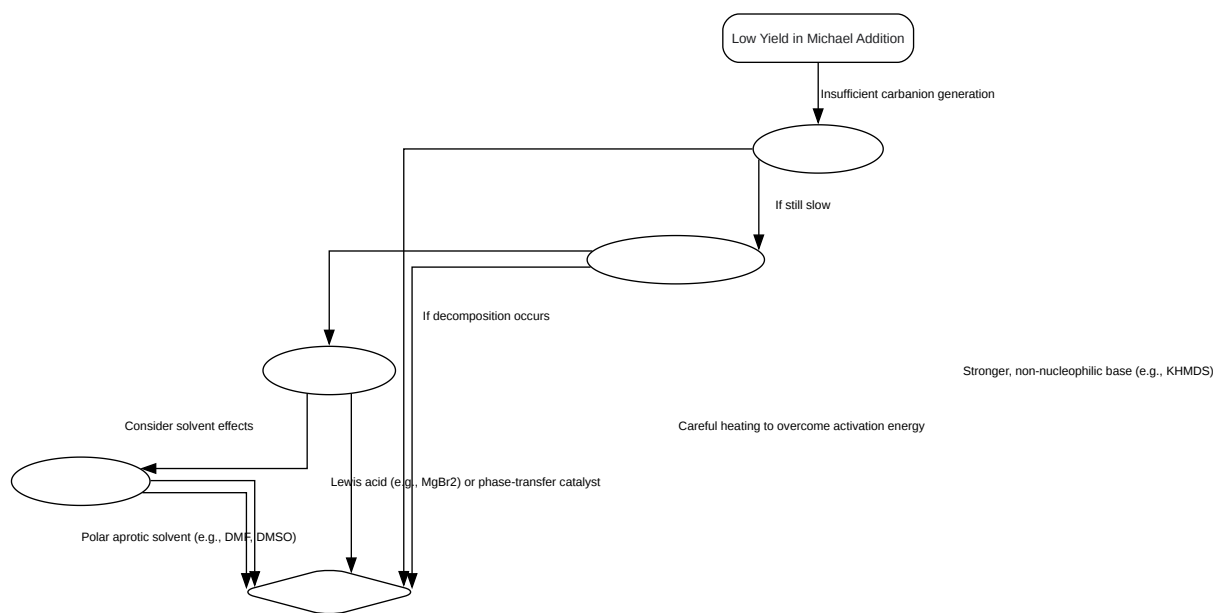 Low Yield in Michael Addition
Insufficient carbanion generation
If still slow
If decomposition occurs
Stronger, non-nucleophilic base (e.g., KHMDS)
Consider solvent effects
Careful heating to overcome activation energy
Lewis acid (e.g., MgBr2) or phase-transfer catalyst
Polar aprotic solvent (e.g., DMF, DMSO)